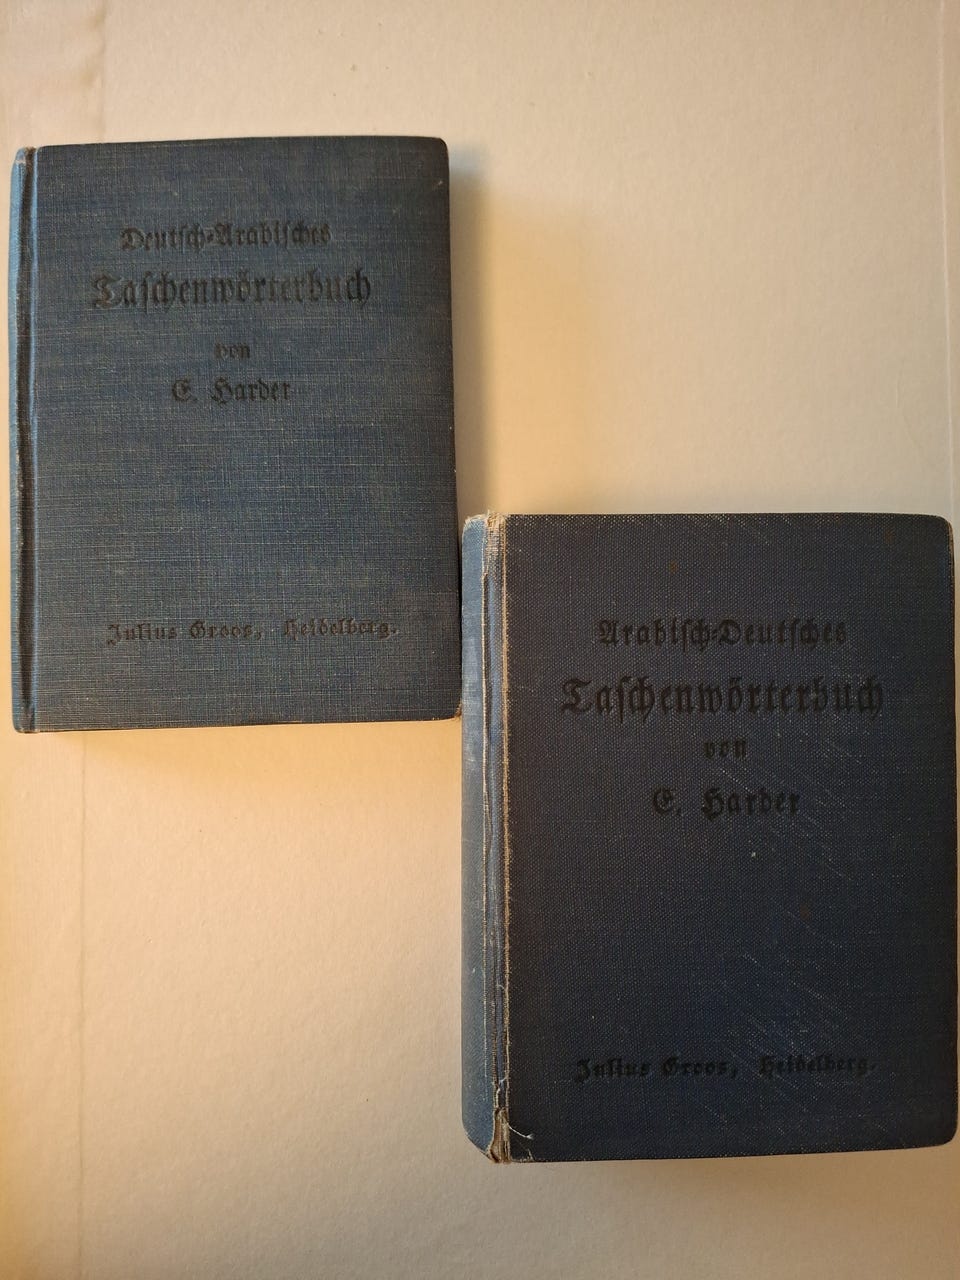 Deutsch-Arabisches
Taschenwörterbuch
von
E. Harder
Julius Groos, Heidelberg.
Arabisch-Deutsches
Taschenwörterbuch
von
E. Harder
Julius Groos, Heidelberg.